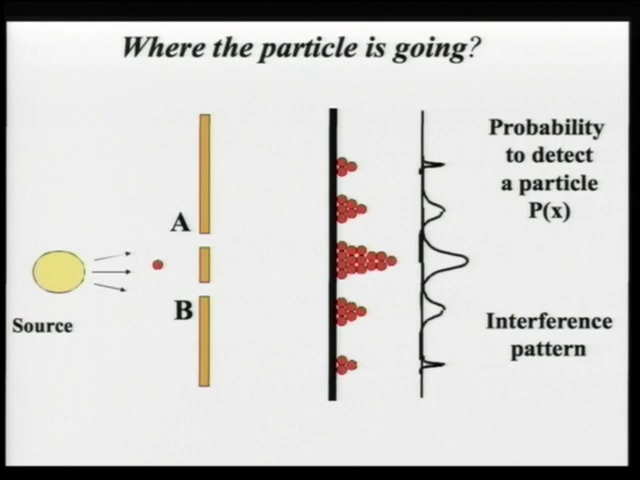 Where the particle is going?
Probability
to detect
a particle
P(x)
A
B
Source
Interference
pattern